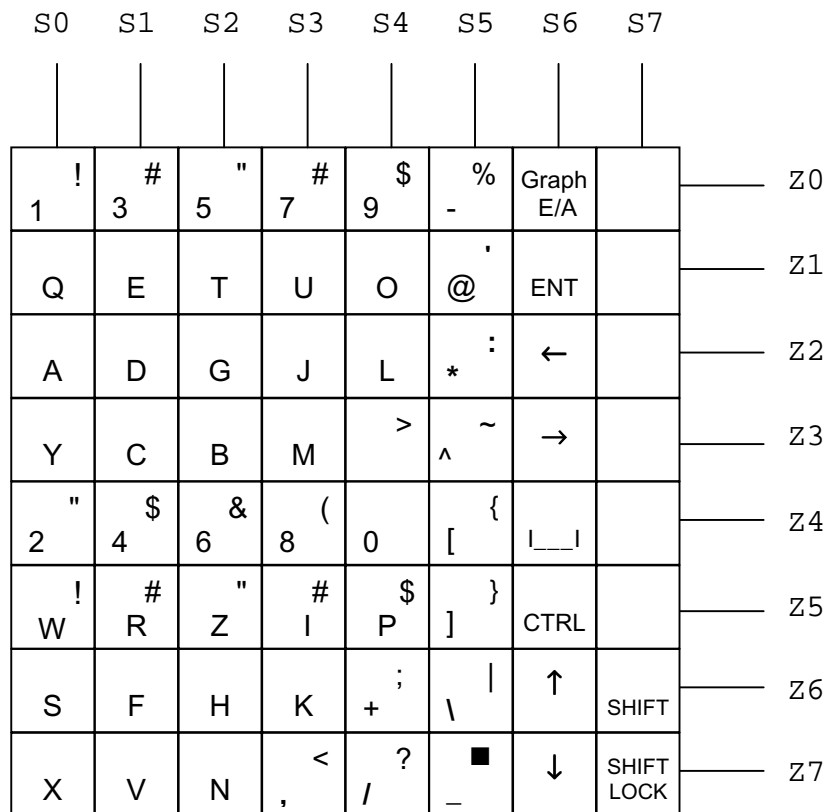 S0 S1 S2 S3 S4 S5 S6 S7
! # " # $ % Graph
1 3 5 7 9 - E/A Z0
' Z1
Q E T U O @ ENT
: ← Z2
A D G J L *
> ~ → Z3
Y C B M ^
" $ & ( { Z4
2 4 6 8 0 [ I___I
! # " # $ } Z5
W R Z I P ] CTRL
; | ↑ Z6
S F H K + \ SHIFT
< ? ■ ↓ SHIFT Z7
X V N , / _ LOCK